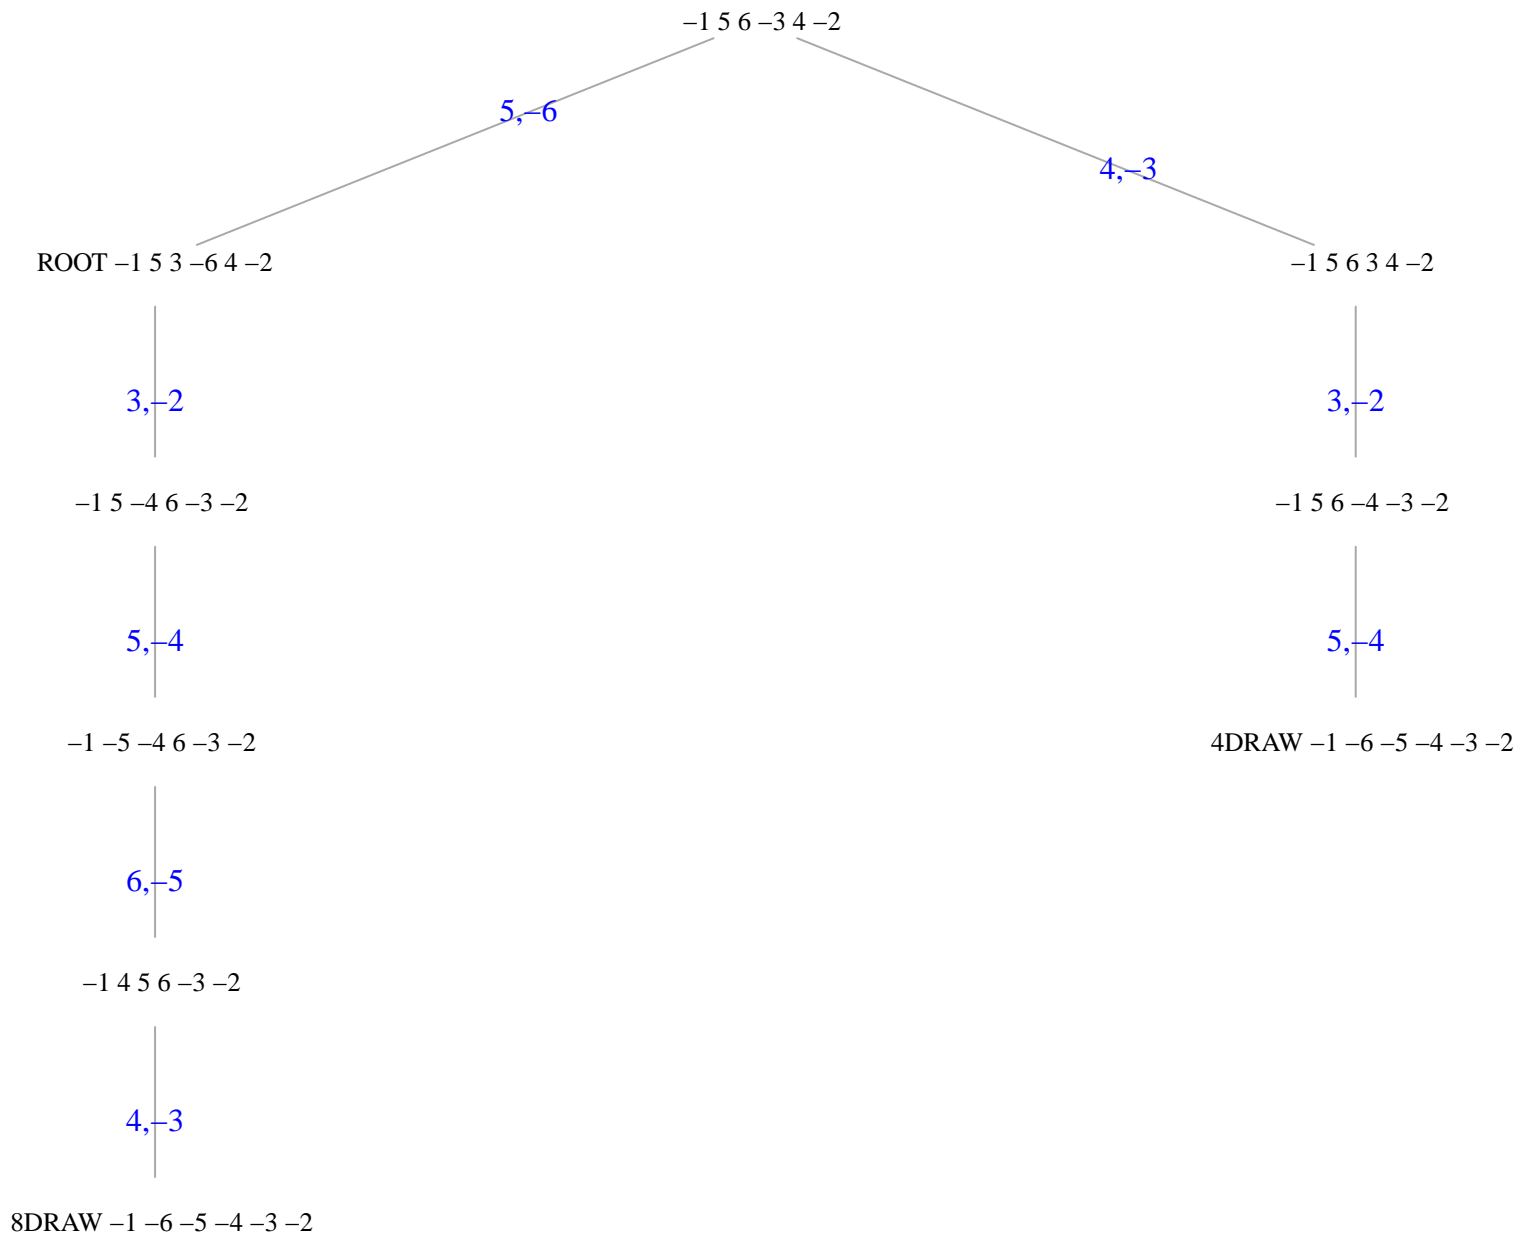 –1 5 6 –3 4 –2
5,–6
4,–3
ROOT –1 5 3 –6 4 –2
–1 5 6 3 4 –2
3,–2
3,–2
–1 5 –4 6 –3 –2
–1 5 6 –4 –3 –2
5,–4
5,–4
–1 –5 –4 6 –3 –2
4DRAW –1 –6 –5 –4 –3 –2
6,–5
–1 4 5 6 –3 –2
4,–3
8DRAW –1 –6 –5 –4 –3 –2